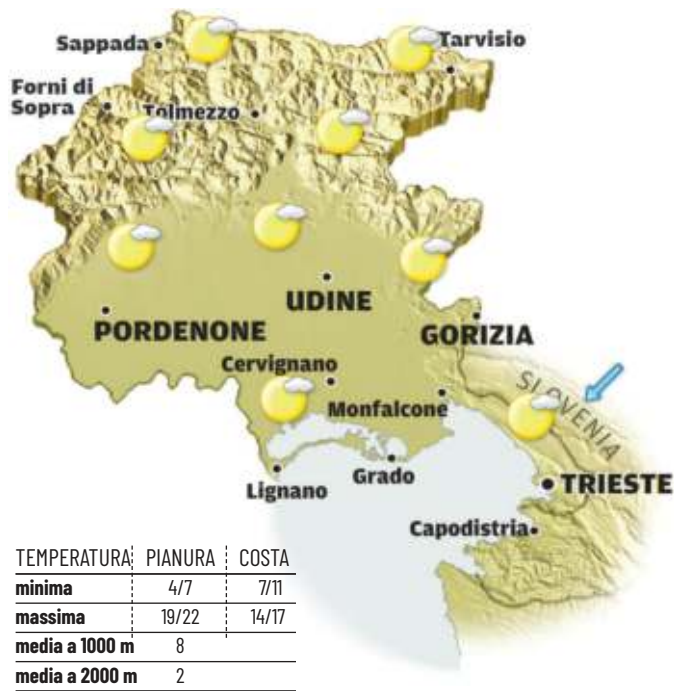 Sappada
Tarvisio
Forni di
Sopra
Tolmezzo
UDINE
PORDENONE
GORIZIA
Cervignano
SLOVENIA
Monfalcone
Lignano
Grado
TRIESTE
Capodistria
TEMPERATURA PIANURA COSTA
minima 4/7 7/11
massima 19/22 14/17
media a 1000 m 8
media a 2000 m 2